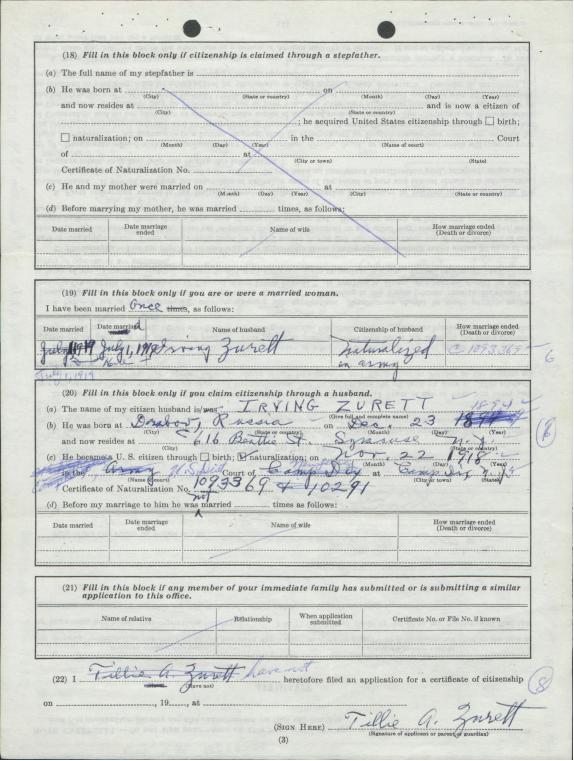 (18) Fill in this block only if citizenship is claimed through a stepfather.
(a) The full name of my stepfather is
(b) He was born at on
(City) (State or country) (Month) (Day) (Year)
and now resides at and is now a citizen of
(City) (State or country)
; he acquired United States citizenship through ☐ birth;
☐ naturalization; on in the Court
(Month) (Day) (Year) (Name of court)
of at
(City or town) (State)
Certificate of Naturalization No.
(c) He and my mother were married on at
(Month) (Day) (Year) (City) (State or country)
(d) Before marrying my mother, he was married times, as follows:
Date married Date marriage ended Name of wife How marriage ended (Death or divorce)
(19) Fill in this block only if you are or were a married woman.
I have been married once times, as follows:
Date married Date married Name of husband Citizenship of husband How marriage ended (Death or divorce)
July 1919 July 1, 1919 Irving Zurett naturalized in army C 1093369
July 1, 1919
6
(20) Fill in this block only if you claim citizenship through a husband.
(a) The name of my citizen husband is was IRVING ZURETT
(Give full and complete name) 1894
(b) He was born at Russia on Dec. 23
(City) (State or country) (Month) (Day) (Year)
and now resides at 616 Beattie St. Syracuse N.Y.
(City) (State or country)
(c) He became a U. S. citizen through ☐ birth; ☑ naturalization on Nov. 22 1918
(Month) (Day) (Year)
in the Army U.S. Court of Camp Dix at Camp Dix N.J.
(Name of court) (City or town) (State)
Certificate of Naturalization No. 1093369 & 10291
(d) Before my marriage to him he was not married times as follows:
Date married Date marriage ended Name of wife How marriage ended (Death or divorce)
(21) Fill in this block if any member of your immediate family has submitted or is submitting a similar application to this office.
Name of relative Relationship When application submitted Certificate No. or File No. if known
(22) I Tillie A. Zurett have not heretofore filed an application for a certificate of citizenship
(have not)
8
on , 19 , at
(SIGN HERE) Tillie A. Zurett
(Signature of applicant or parent or guardian)
(3)